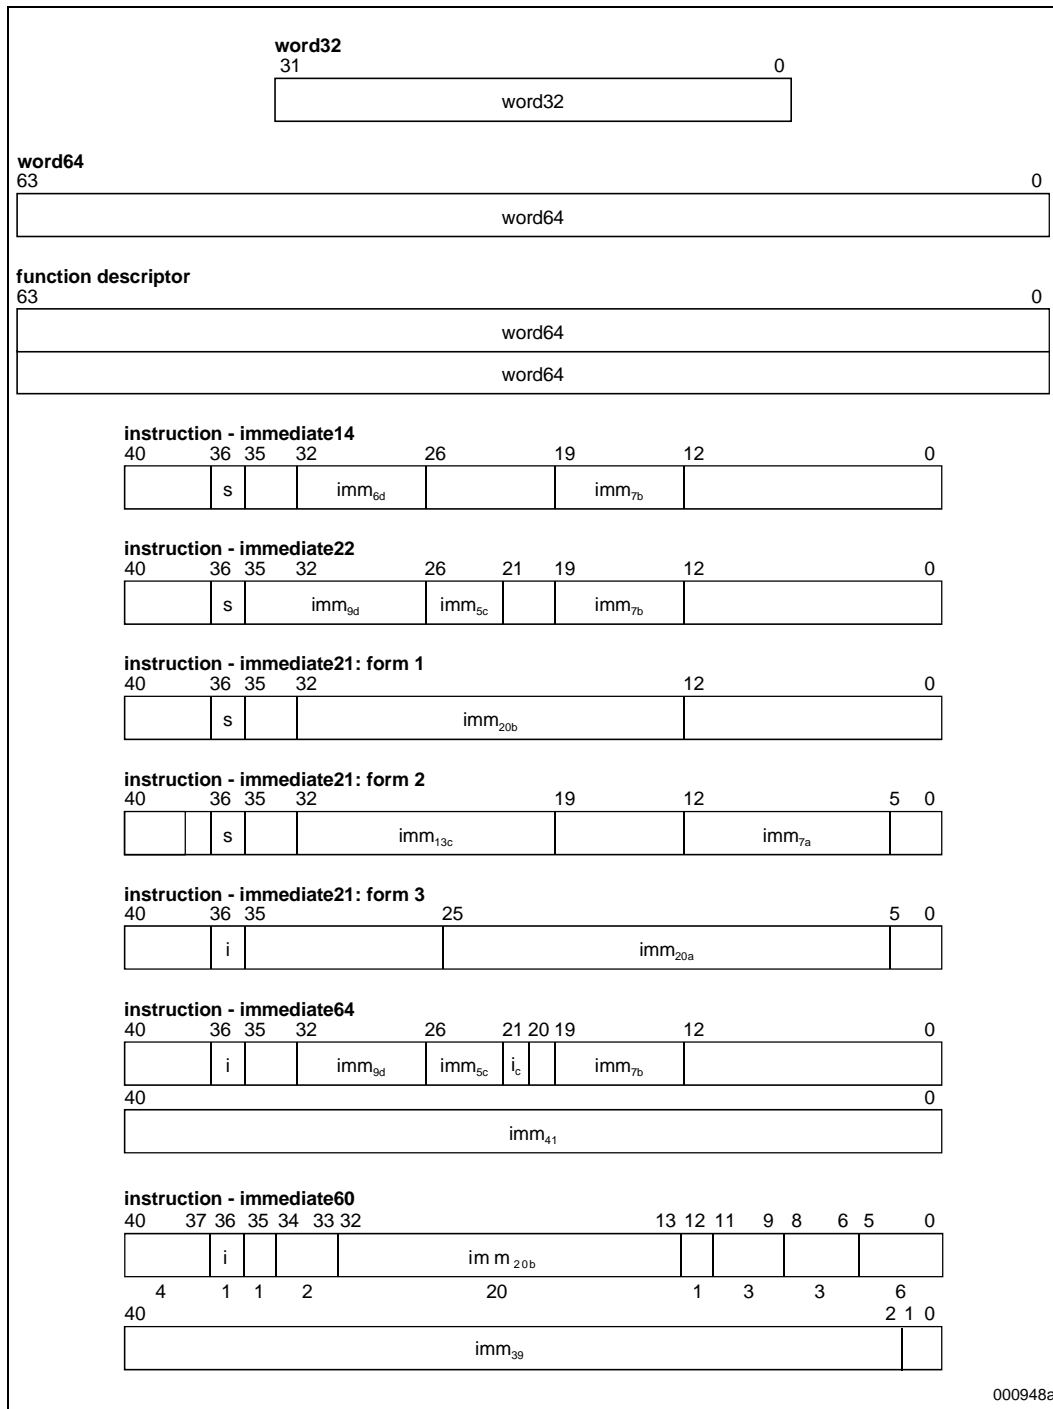 word32
31 0
word32
word64
63 0
word64
function descriptor
63 0
word64
word64
instruction - immediate14
40 36 35 32 26 19 12 0
s imm6d imm7b
instruction - immediate22
40 36 35 32 26 21 19 12 0
s imm9d imm5c imm7b
instruction - immediate21: form 1
40 36 35 32 12 0
s imm20b
instruction - immediate21: form 2
40 36 35 32 19 12 5 0
s imm13c imm7a
instruction - immediate21: form 3
40 36 35 25 5 0
i imm20a
instruction - immediate64
40 36 35 32 26 21 20 19 12 0
i imm9d imm5c ic imm7b
40 0
imm41
instruction - immediate60
40 37 36 35 34 33 32 13 12 11 9 8 6 5 0
i imm20b
4 1 1 2 20 1 3 3 6
40 2 1 0
imm39
000948a